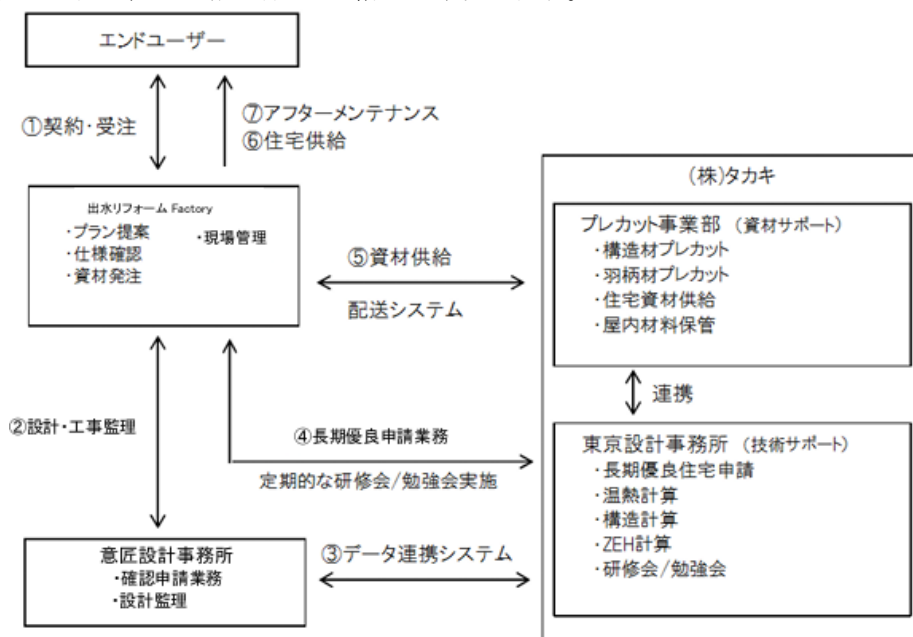 エンドユーザー
①契約・受注
⑦アフターメンテナンス
⑥住宅供給
出水リフォーム Factory
・プラン提案
・現場管理
・仕様確認
・資材発注
⑤資材供給
配送システム
(株)タカキ
プレカット事業部 (資材サポート)
・構造材プレカット
・羽柄材プレカット
・住宅資材供給
・屋内材料保管
連携
②設計・工事監理
④長期優良申請業務
定期的な研修会/勉強会実施
東京設計事務所 (技術サポート)
・長期優良住宅申請
・温熱計算
・構造計算
・ZEH計算
・研修会/勉強会
意匠設計事務所
・確認申請業務
・設計監理
③データ連携システム